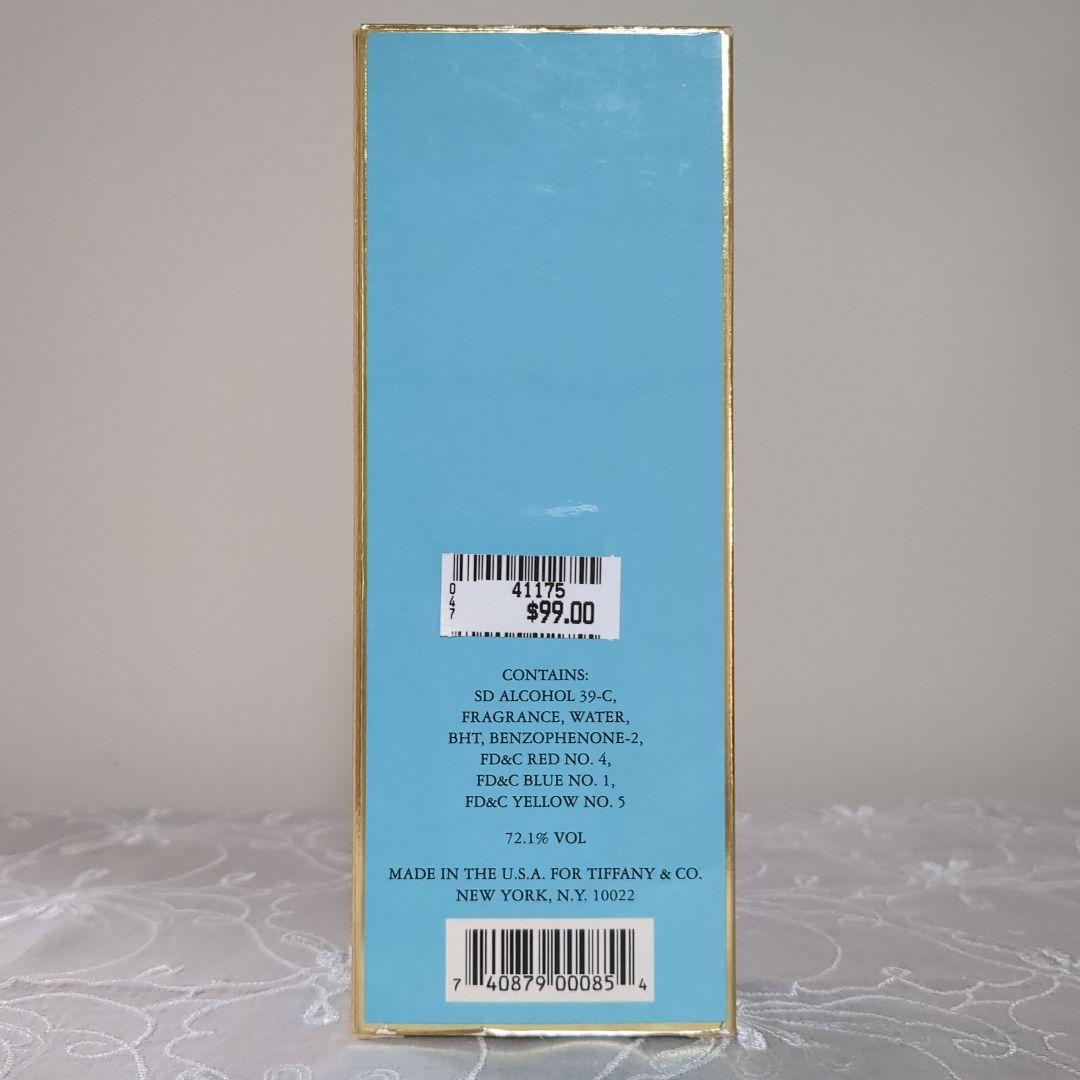 047
41175
$99.00
CONTAINS:
SD ALCOHOL 39-C,
FRAGRANCE, WATER,
BHT, BENZOPHENONE-2,
FD&C RED NO. 4,
FD&C BLUE NO. 1,
FD&C YELLOW NO. 5
72.1% VOL
MADE IN THE U.S.A. FOR TIFFANY & CO.
NEW YORK, N.Y. 10022
7 40879 00085 4